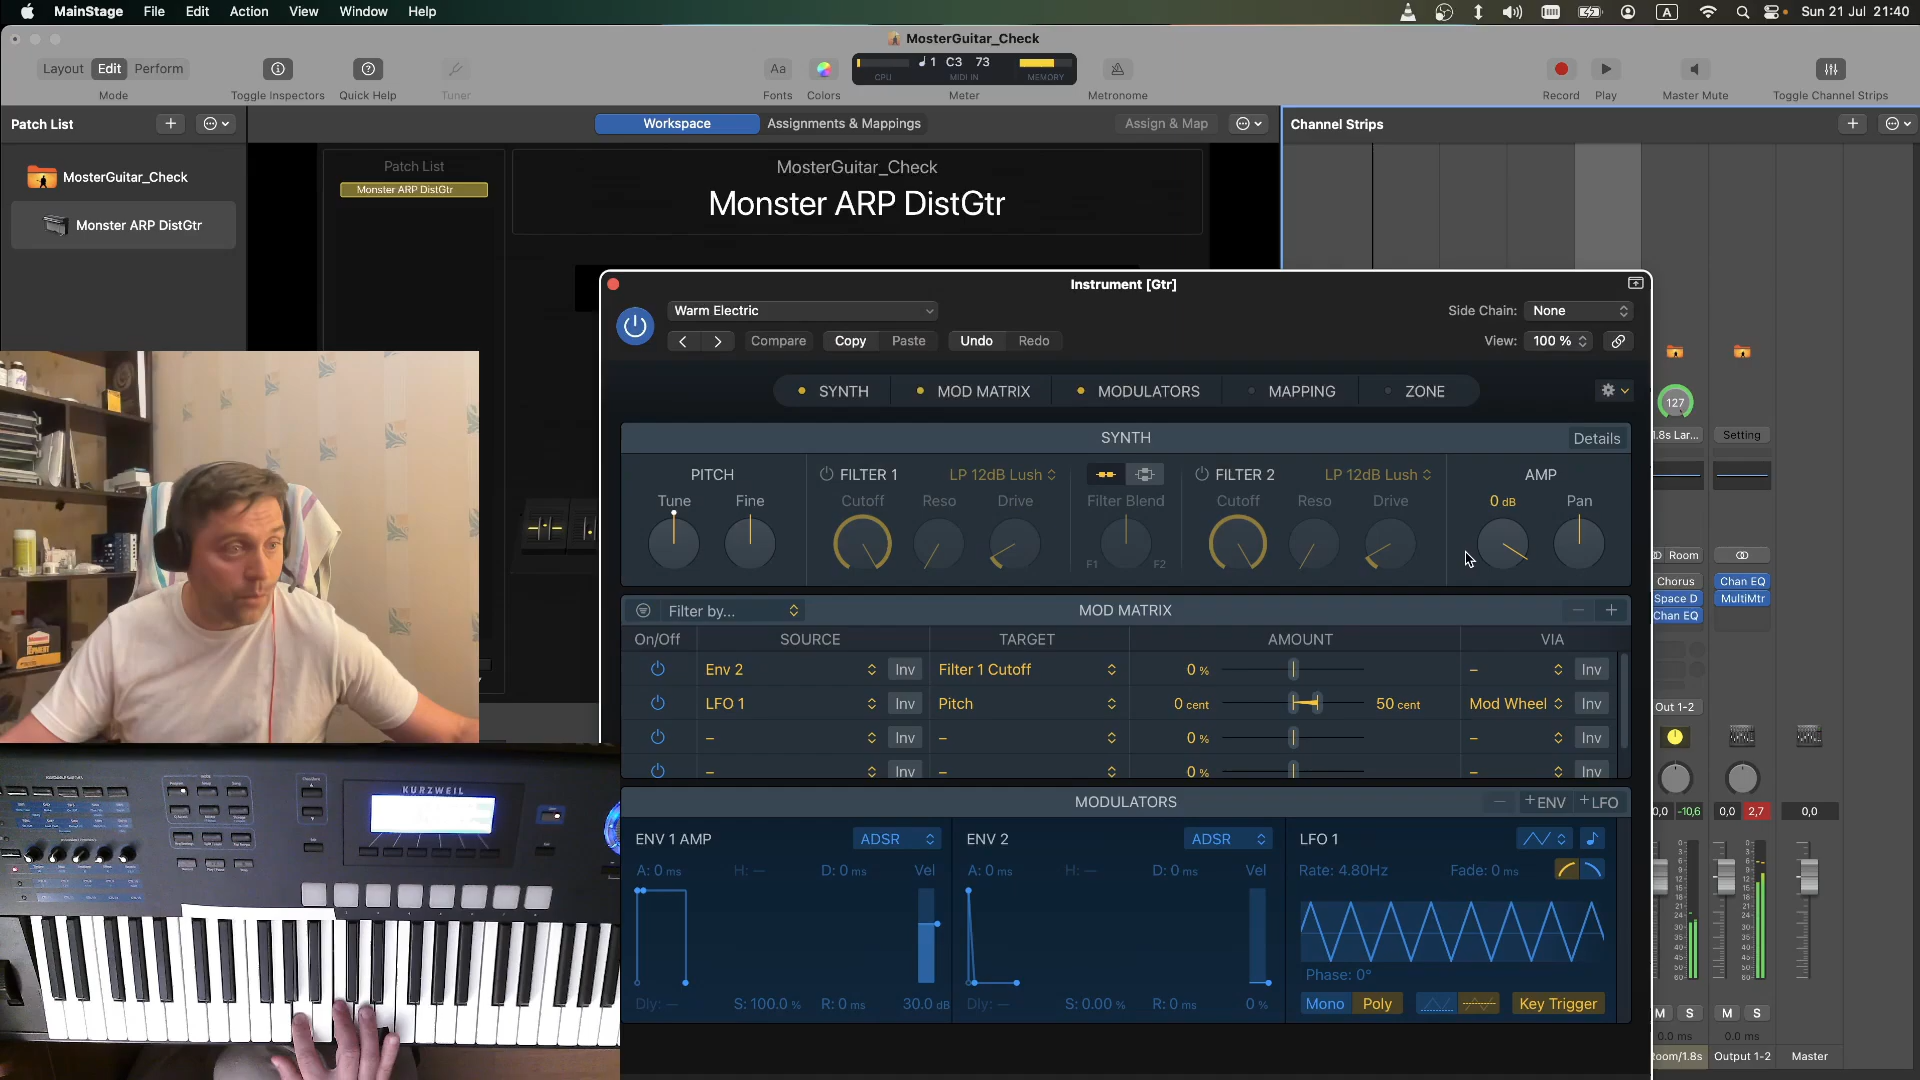 MainStage File Edit Action View Window Help
A
Sun 21 Jul 21:40
MosterGuitar_Check
Layout Edit Perform
Mode
Toggle Inspectors
Quick Help
Tuner
Aa
Fonts
Colors
1 C3 73
CPU MIDI IN MEMORY
Meter
Metronome
Record
Play
Master Mute
Toggle Channel Strips
Patch List
Workspace
Assignments & Mappings
Assign & Map
Channel Strips
MosterGuitar_Check
Monster ARP DistGtr
Patch List
Monster ARP DistGtr
MosterGuitar_Check
Monster ARP DistGtr
Instrument [Gtr]
Warm Electric
Side Chain: None
Compare Copy Paste Undo Redo
View: 100 %
SYNTH MOD MATRIX MODULATORS MAPPING ZONE
SYNTH
Details
PITCH
Tune Fine
FILTER 1 LP 12dB Lush
Cutoff Reso Drive
Filter Blend
F1 F2
FILTER 2 LP 12dB Lush
Cutoff Reso Drive
AMP
0 dB Pan
Filter by...
MOD MATRIX
On/Off SOURCE TARGET AMOUNT VIA
Env 2 Inv Filter 1 Cutoff 0 % – Inv
LFO 1 Inv Pitch 0 cent 50 cent Mod Wheel Inv
– Inv – 0 % – Inv
– Inv – 0 % – Inv
MODULATORS
+ENV +LFO
ENV 1 AMP ADSR
A: 0 ms H: — D: 0 ms Vel
Dly: — S: 100.0 % R: 0 ms 30.0 dB
ENV 2 ADSR
A: 0 ms H: — D: 0 ms Vel
Dly: — S: 0.00 % R: 0 ms 0 %
LFO 1
Rate: 4.80Hz Fade: 0 ms
Phase: 0°
Mono Poly Key Trigger
127
1.8s Lar... Setting
Room
Chorus Chan EQ
Space D MultiMtr
Chan EQ
Out 1-2
0,0 -10,6 0,0 2,7 0,0
M S M S
0.0 ms 0.0 ms
Room/1.8s Output 1-2 Master
KURZWEIL